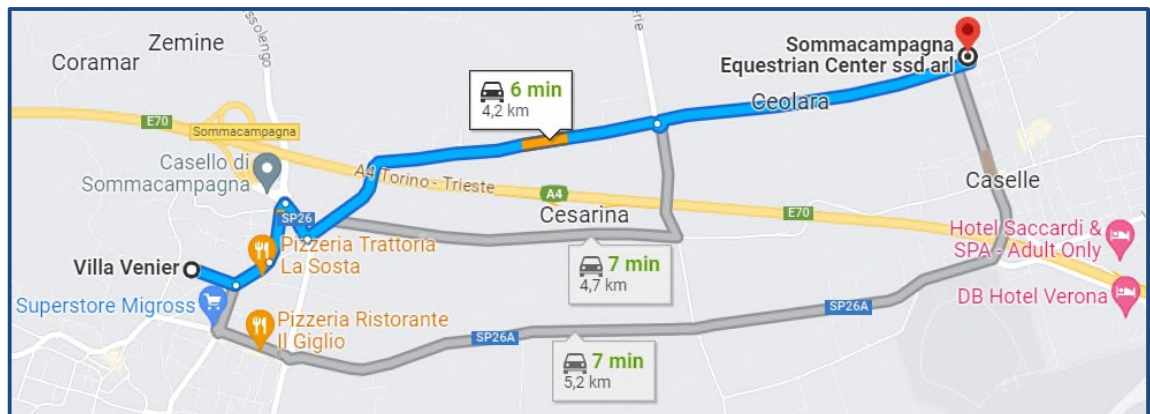 Zemine
Coramar
ssolengo
erie
Sommacampagna
Equestrian Center ssd arl
6 min
4,2 km
Ceolara
E70
Sommacampagna
Casello di
Sommacampagna
A4 Torino - Trieste
A4
Caselle
SP26
Cesarina
E70
Hotel Saccardi &
SPA - Adult Only
Pizzeria Trattoria
La Sosta
Villa Venier
7 min
4,7 km
DB Hotel Verona
Superstore Migross
SP26A
Pizzeria Ristorante
Il Giglio
SP26A
7 min
5,2 km